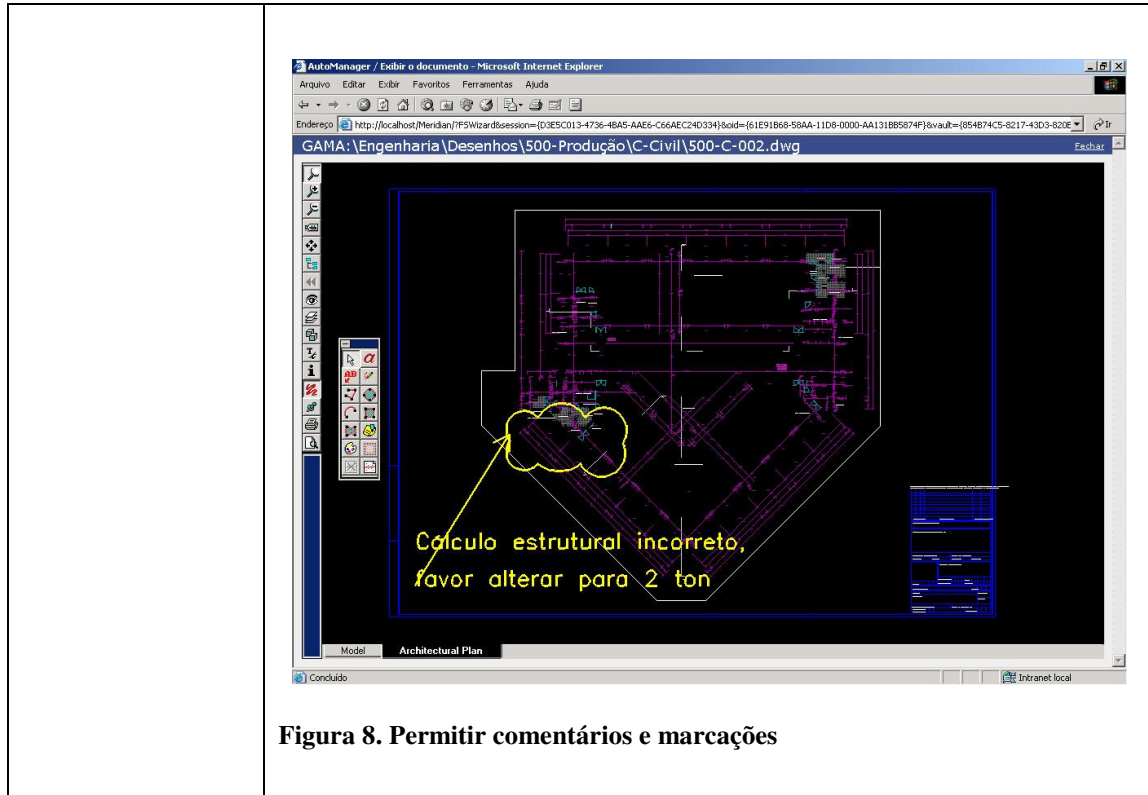 AutoManager / Exibir o documento - Microsoft Internet Explorer
Arquivo Editar Exibir Favoritos Ferramentas Ajuda
Endereço http://localhost/Meridian/?FSWizard&session={D3E5C013-4736-4BA5-AAE6-C66AEC24D334}&oid={61E91B68-58AA-11D8-0000-AA131BB5874F}&vault={854B74C5-8217-43D3-820E Ir
GAMA:\Engenharia\Desenhos\500-Produção\C-Civil\500-C-002.dwg Fechar
Cálculo estrutural incorreto,
favor alterar para 2 ton
Model Architectural Plan
Concluído Intranet local
Figura 8. Permitir comentários e marcações